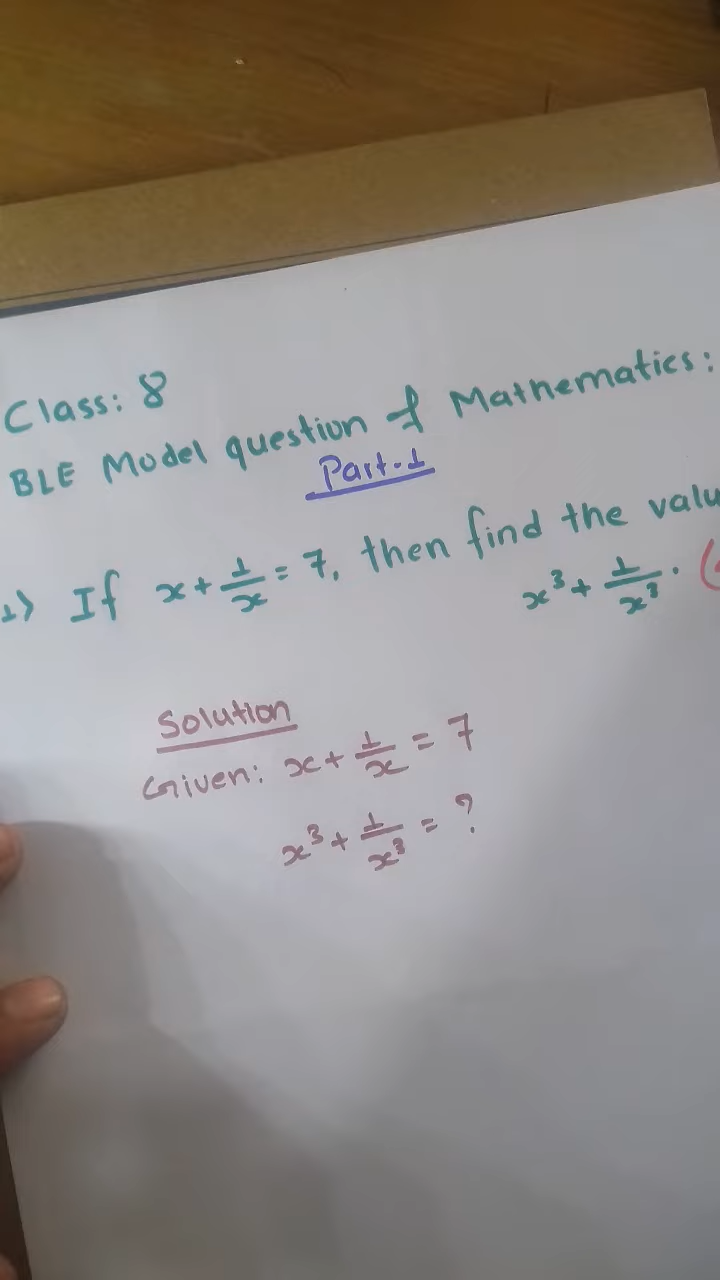 Class: 8
BLE Model question of Mathematics:
Part-1
1) If x + 1/x = 7, then find the valu
x³ + 1/x³. (
Solution
Given: x + 1/x = 7
x³ + 1/x³ = ?